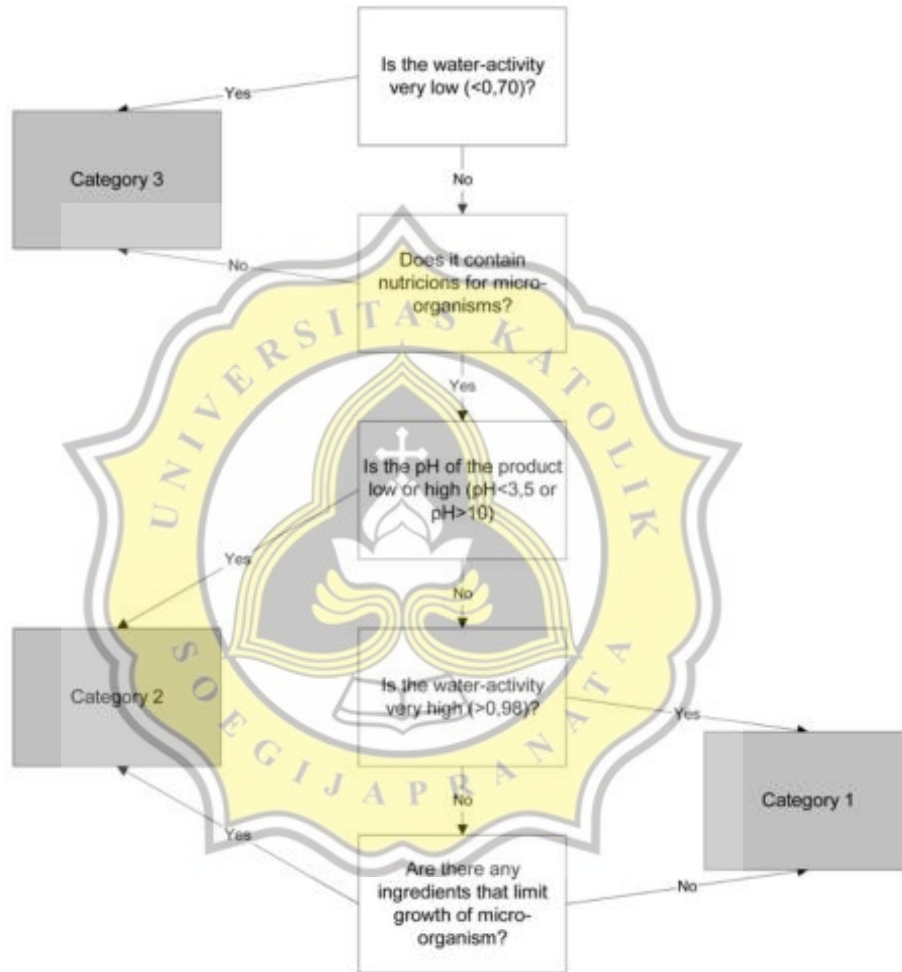 Is the water-activity
very low (<0,70)?
Yes
Category 3
No
Does it contain
nutricions for micro-
organisms?
No
Yes
Is the pH of the product
low or high (pH<3,5 or
pH>10)
Yes
No
Category 2
Is the water-activity
very high (>0,98)?
Yes
Category 1
No
Yes
Are there any
ingredients that limit
growth of micro-
organism?
No
UNIVERSITAS KATOLIK
SOEGIJAPRANATA